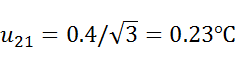 u₂₁ = 0.4/√3 = 0.23°C